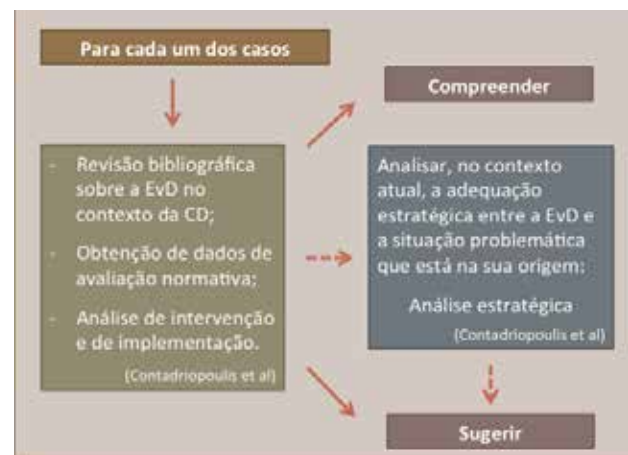 Para cada um dos casos
- Revisão bibliográfica
sobre a EvD no
contexto da CD;
- Obtenção de dados de
avaliação normativa;
- Análise de intervenção
e de implementação.
(Contadriopoulis et al)
Compreender
Analisar, no contexto
atual, a adequação
estratégica entre a EvD e
a situação problemática
que está na sua origem:
Análise estratégica
(Contadriopoulis et al)
Sugerir